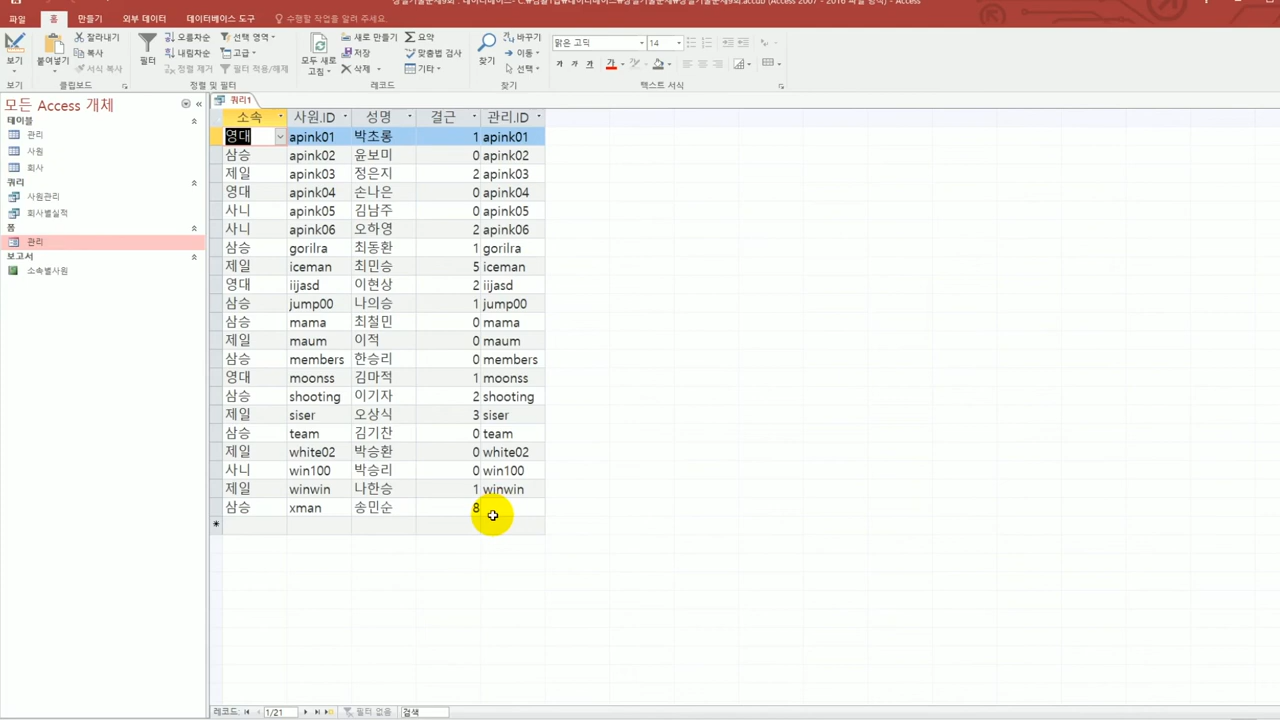 파일 홈 만들기 외부 데이터 데이터베이스 도구 수행할 작업을 알려 주세요.
보기 붙여넣기 잘라내기 복사 서식 복사
필터 오름차순 내림차순 정렬 제거 선택 영역 고급 필터 적용/해제
모두 새로 고침 새로 만들기 저장 삭제 요약 맞춤법 검사 기타
찾기 바꾸기 이동 선택
맑은 고딕 14
가 가 가 가
보기 클립보드 정렬 및 필터 레코드 찾기 텍스트 서식
모든 Access 개체
테이블
관리
사원
회사
쿼리
사원관리
회사별실적
폼
관리
보고서
소속별사원
쿼리1
소속 사원.ID 성명 결근 관리.ID
영대 apink01 박초롱 1 apink01
삼승 apink02 윤보미 0 apink02
제일 apink03 정은지 2 apink03
영대 apink04 손나은 0 apink04
사니 apink05 김남주 0 apink05
사니 apink06 오하영 2 apink06
삼승 gorilra 최동환 1 gorilra
제일 iceman 최민승 5 iceman
영대 iijasd 이현상 2 iijasd
삼승 jump00 나의승 1 jump00
삼승 mama 최철민 0 mama
제일 maum 이적 0 maum
삼승 members 한승리 0 members
영대 moonss 김마적 1 moonss
삼승 shooting 이기자 2 shooting
제일 siser 오상식 3 siser
삼승 team 김기찬 0 team
제일 white02 박승환 0 white02
사니 win100 박승리 0 win100
제일 winwin 나한승 1 winwin
삼승 xman 송민순 8
레코드: 1/21 필터 없음 검색